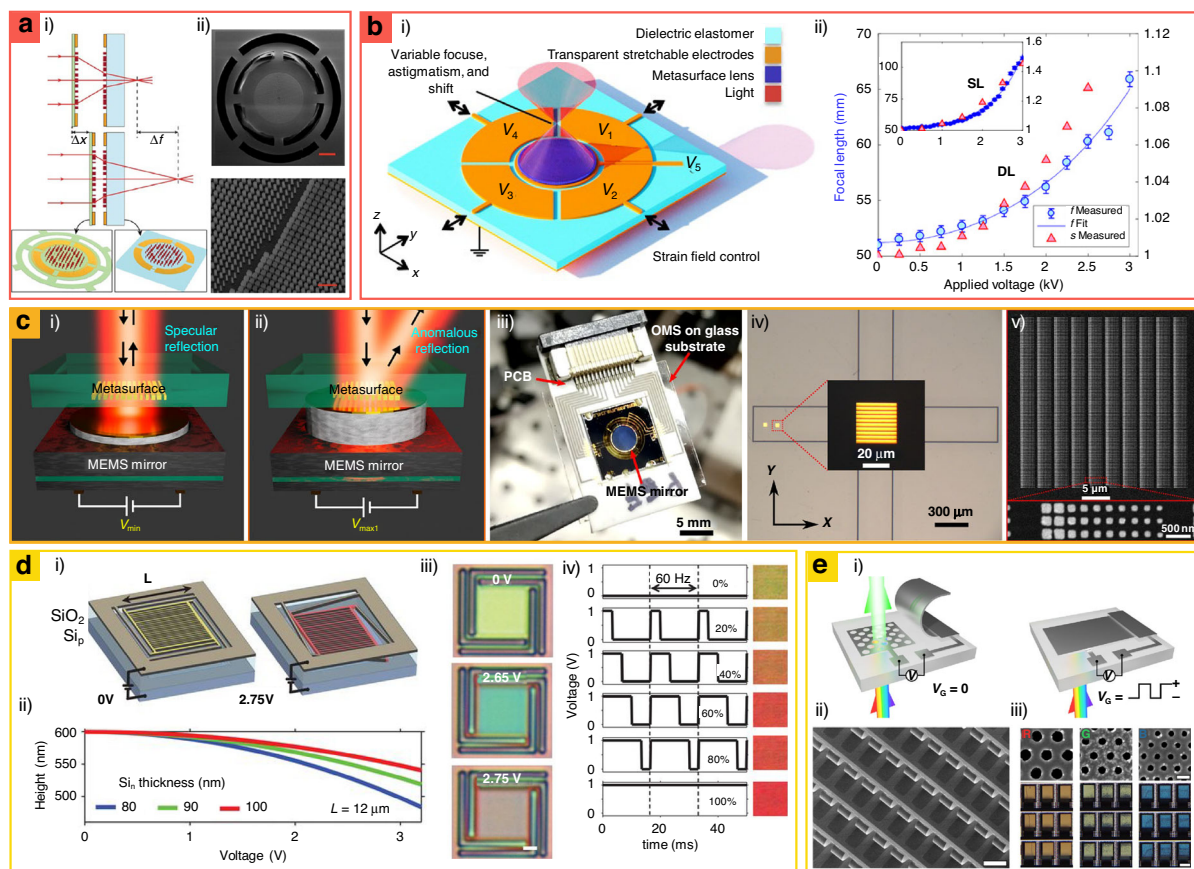 a
i)
ii)
Δx
Δf
b
i)
Dielectric elastomer
Transparent stretchable electrodes
Metasurface lens
Light
Variable focuse,
astigmatism, and
shift
V4
V1
V5
V3
V2
z
y
x
Strain field control
ii)
70
65
60
55
50
Focal length (mm)
1.12
1.1
1.08
1.06
1.04
1.02
1
100
75
50
1.6
1.4
1.2
1
0
1
2
3
SL
DL
f Measured
f Fit
s Measured
0
0.5
1
1.5
2
2.5
3
Applied voltage (kV)
c
i)
Specular
reflection
Metasurface
MEMS mirror
Vmin
ii)
Anomalous
reflection
Metasurface
MEMS mirror
Vmax1
iii)
OMS on glass
substrate
PCB
MEMS mirror
5 mm
iv)
20 μm
Y
X
300 μm
v)
5 μm
500 nm
d
i)
L
SiO2
Sip
0V
2.75V
ii)
600
550
500
Height (nm)
Sin thickness (nm)
80
90
100
L = 12 μm
0
1
2
3
Voltage (V)
iii)
0 V
2.65 V
2.75 V
iv)
60 Hz
1
0
0%
1
0
20%
1
0
40%
1
0
60%
1
0
80%
1
0
100%
Voltage (V)
0
20
40
time (ms)
e
i)
V
VG = 0
V
VG =
+
−
ii)
iii)
R
G